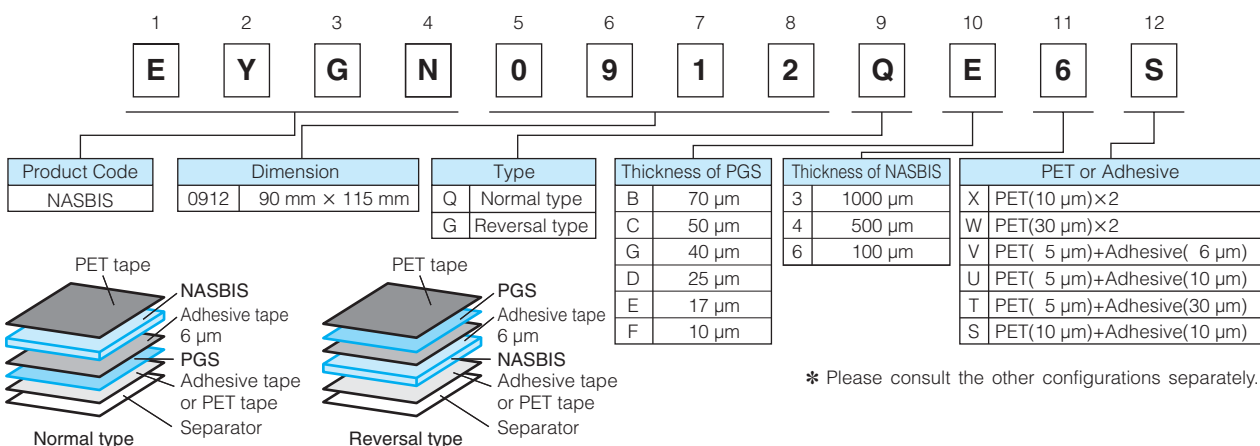 1 2 3 4 5 6 7 8 9 10 11 12
E Y G N 0 9 1 2 Q E 6 S
Product Code
NASBIS
Dimension
0912 90 mm × 115 mm
Type
Q Normal type
G Reversal type
Thickness of PGS
B 70 µm
C 50 µm
G 40 µm
D 25 µm
E 17 µm
F 10 µm
Thickness of NASBIS
3 1000 µm
4 500 µm
6 100 µm
PET or Adhesive
X PET(10 µm)×2
W PET(30 µm)×2
V PET( 5 µm)+Adhesive( 6 µm)
U PET( 5 µm)+Adhesive(10 µm)
T PET( 5 µm)+Adhesive(30 µm)
S PET(10 µm)+Adhesive(10 µm)
PET tape
NASBIS
Adhesive tape
6 µm
PGS
Adhesive tape
or PET tape
Separator
Normal type
PET tape
PGS
Adhesive tape
6 µm
NASBIS
Adhesive tape
or PET tape
Separator
Reversal type
✻ Please consult the other configurations separately.